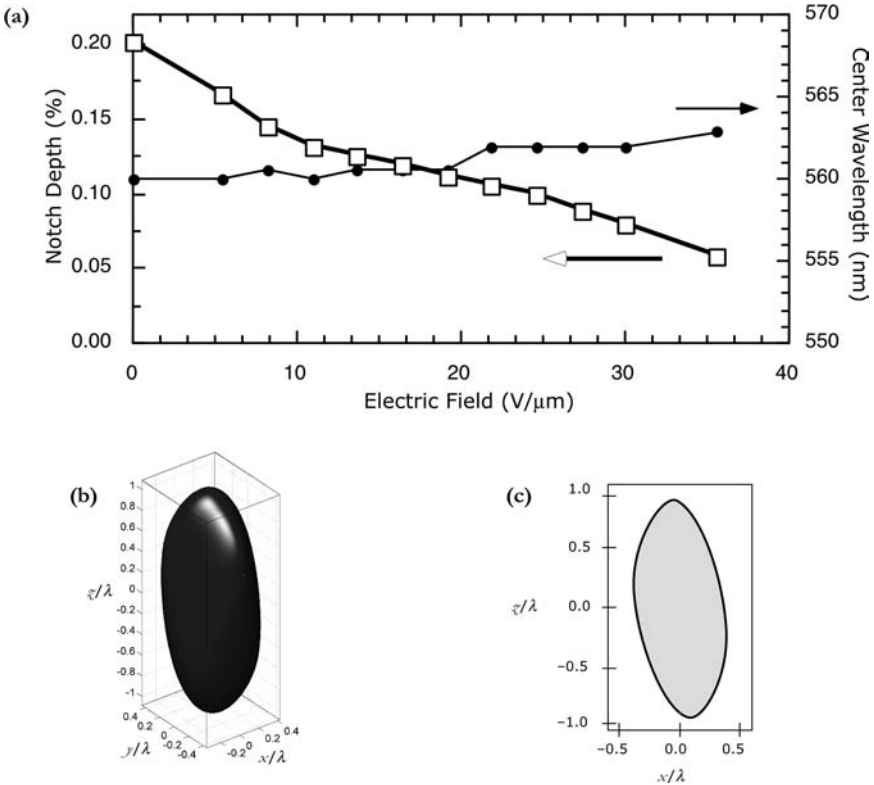 (a)
0.20
0.15
0.10
0.05
0.00
Notch Depth (%)
570
565
560
555
550
Center Wavelength (nm)
0 10 20 30 40
Electric Field (V/μm)
(b)
1
0.8
0.6
0.4
0.2
0
-0.2
-0.4
-0.6
-0.8
-1
z/λ
0.4
0.2
0
-0.2
-0.4
y/λ
-0.2
0
0.2
0.4
x/λ
(c)
1.0
0.5
0.0
−0.5
−1.0
z/λ
−0.5 0.0 0.5
x/λ